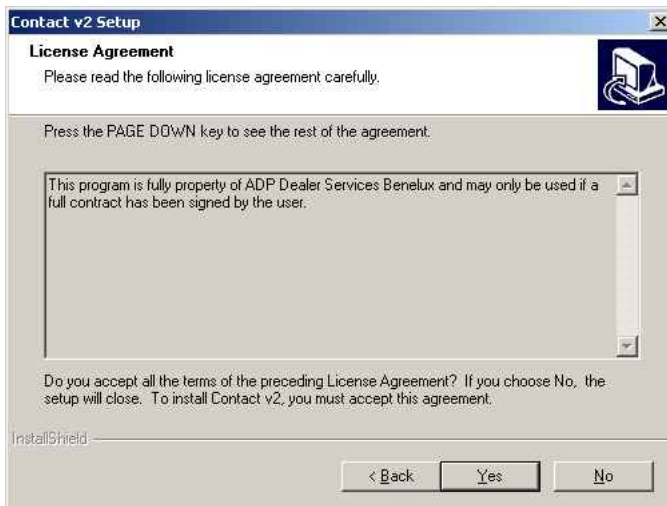 Contact v2 Setup
License Agreement
Please read the following license agreement carefully.
Press the PAGE DOWN key to see the rest of the agreement.
This program is fully property of ADP Dealer Services Benelux and may only be used if a
full contract has been signed by the user.
Do you accept all the terms of the preceding License Agreement? If you choose No, the
setup will close. To install Contact v2, you must accept this agreement.
InstallShield
< Back
Yes
No